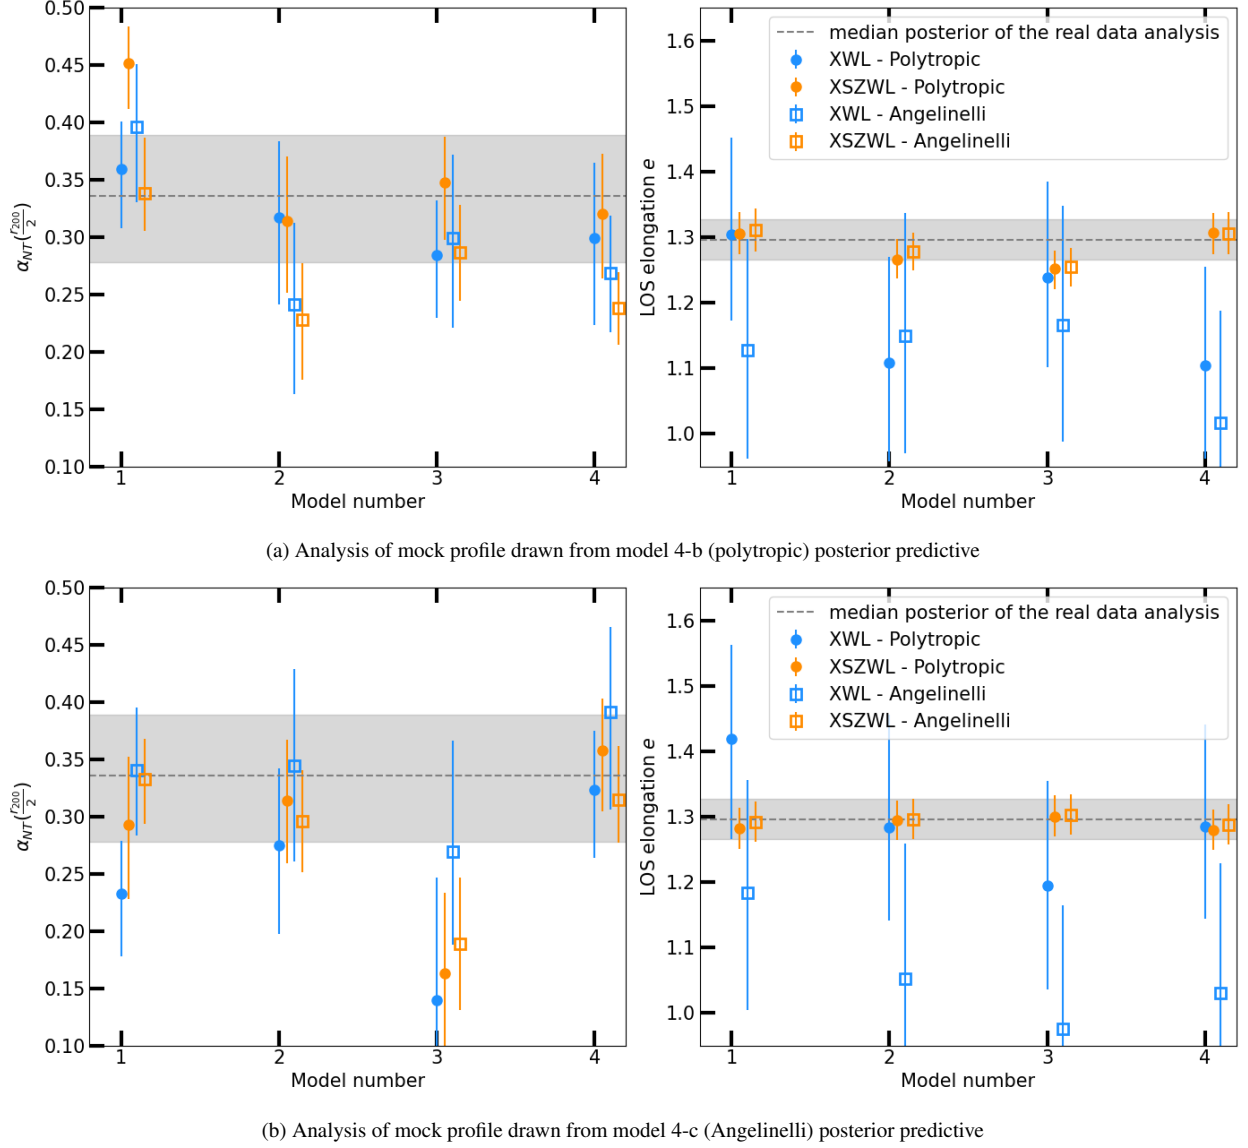 0.50
0.45
0.40
0.35
0.30
0.25
0.20
0.15
0.10
α_NT(r_200/2)
1 2 3 4
Model number
1.6
1.5
1.4
1.3
1.2
1.1
1.0
LOS elongation e
median posterior of the real data analysis
XWL - Polytropic
XSZWL - Polytropic
XWL - Angelinelli
XSZWL - Angelinelli
1 2 3 4
Model number
(a) Analysis of mock profile drawn from model 4-b (polytropic) posterior predictive
0.50
0.45
0.40
0.35
0.30
0.25
0.20
0.15
0.10
α_NT(r_200/2)
1 2 3 4
Model number
1.6
1.5
1.4
1.3
1.2
1.1
1.0
LOS elongation e
median posterior of the real data analysis
XWL - Polytropic
XSZWL - Polytropic
XWL - Angelinelli
XSZWL - Angelinelli
1 2 3 4
Model number
(b) Analysis of mock profile drawn from model 4-c (Angelinelli) posterior predictive